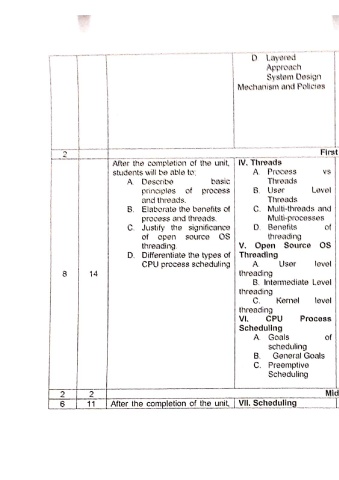 D. Layered
Approach
System Design
Mechanism and Policies
2
First
8
14
After the completion of the unit,
students will be able to:
A. Describe basic
principles of process
and threads.
B. Elaborate the benefits of
process and threads.
C. Justify the significance
of open source OS
threading.
D. Differentiate the types of
CPU process scheduling
IV. Threads
A. Process vs
Threads
B. User Level
Threads
C. Multi-threads and
Multi-processes
D. Benefits of
threading
V. Open Source OS
Threading
A. User level
threading
B. Intermediate Level
threading
C. Kernel level
threading
VI. CPU Process
Scheduling
A. Goals of
scheduling
B. General Goals
C. Preemptive
Scheduling
2
2
Mid
6
11
After the completion of the unit,
VII. Scheduling